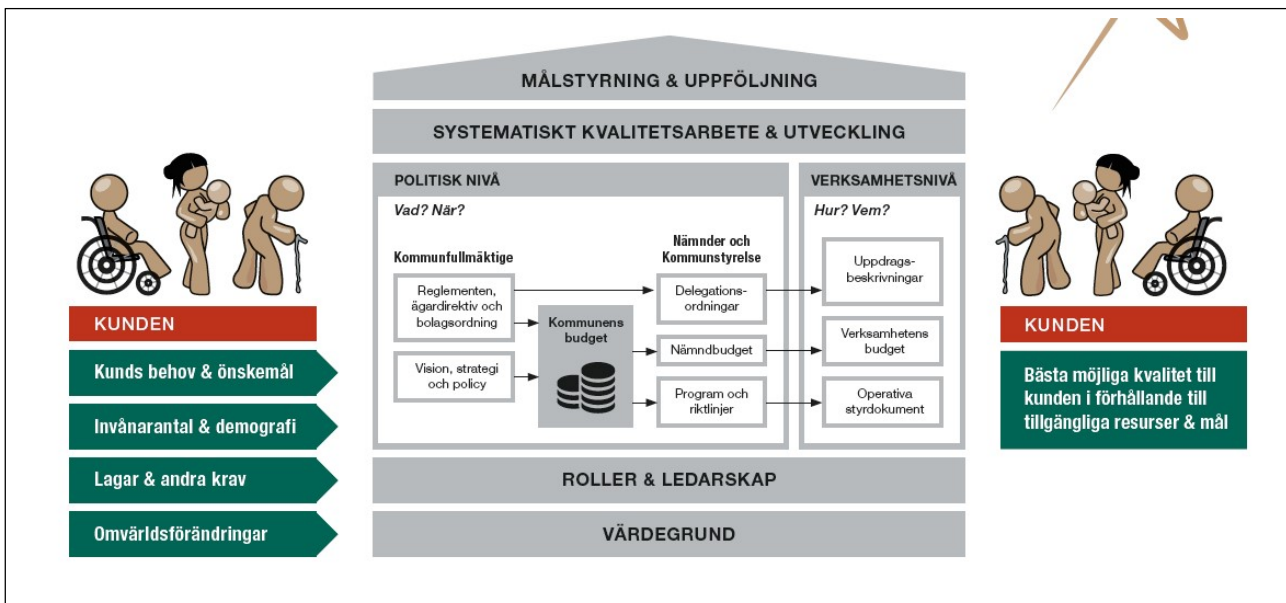 MÅLSTYRNING & UPPFÖLJNING
SYSTEMATISKT KVALITETSARBETE & UTVECKLING
KUNDEN
Kunds behov & önskemål
Invånarantal & demografi
Lagar & andra krav
Omvärldsförändringar
POLITISK NIVÅ
Vad? När?
Kommunfullmäktige
Reglementen,
ägardirektiv och
bolagsordning
Vision, strategi
och policy
Kommunens
budget
Nämnder och
Kommunstyrelse
Delegations-
ordningar
Nämndbudget
Program och
riktlinjer
VERKSAMHETSNIVÅ
Hur? Vem?
Uppdrags-
beskrivningar
Verksamhetens
budget
Operativa
styrdokument
ROLLER & LEDARSKAP
VÄRDEGRUND
KUNDEN
Bästa möjliga kvalitet till
kunden i förhållande till
tillgängliga resurser & mål